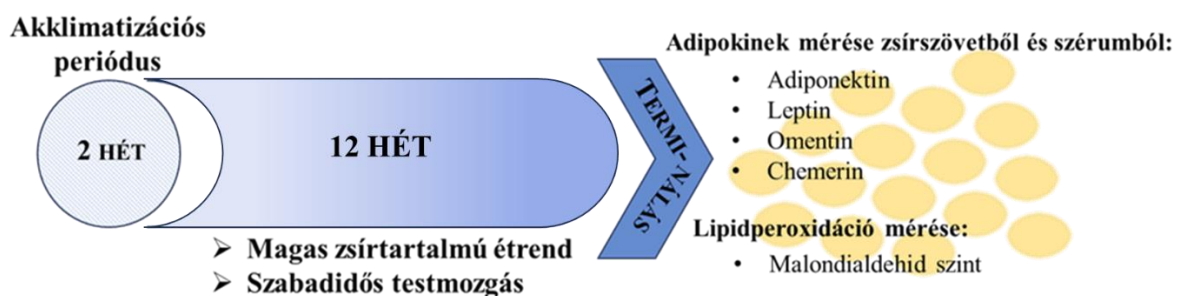 Akklimatizációs
periódus
2 HÉT
12 HÉT
➢ Magas zsírtartalmú étrend
➢ Szabadidős testmozgás
TERMI-
NÁLÁS
Adipokinek mérése zsírszövetből és szérumból:
• Adiponektin
• Leptin
• Omentin
• Chemerin
Lipidperoxidáció mérése:
• Malondialdehid szint